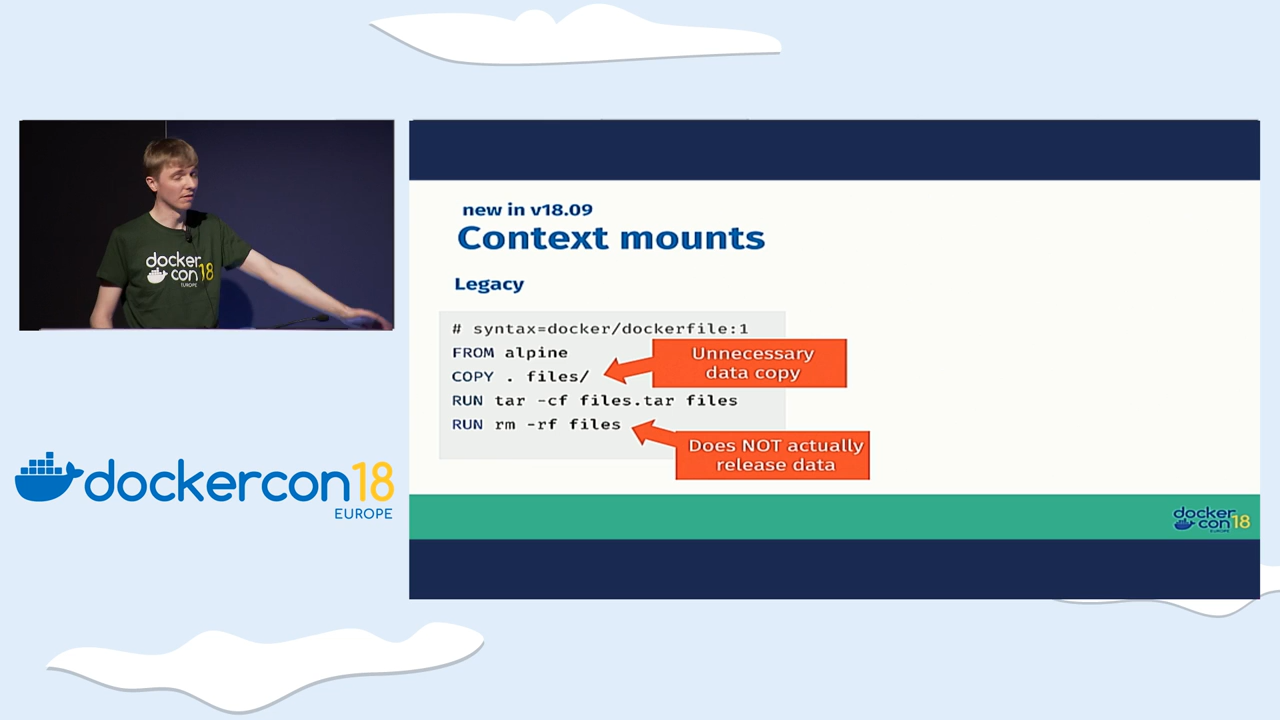 docker
con18
EUROPE
dockercon18
EUROPE
new in v18.09
Context mounts
Legacy
# syntax=docker/dockerfile:1
FROM alpine
COPY . files/
RUN tar -cf files.tar files
RUN rm -rf files
Unnecessary
data copy
Does NOT actually
release data
docker
con18
EUROPE